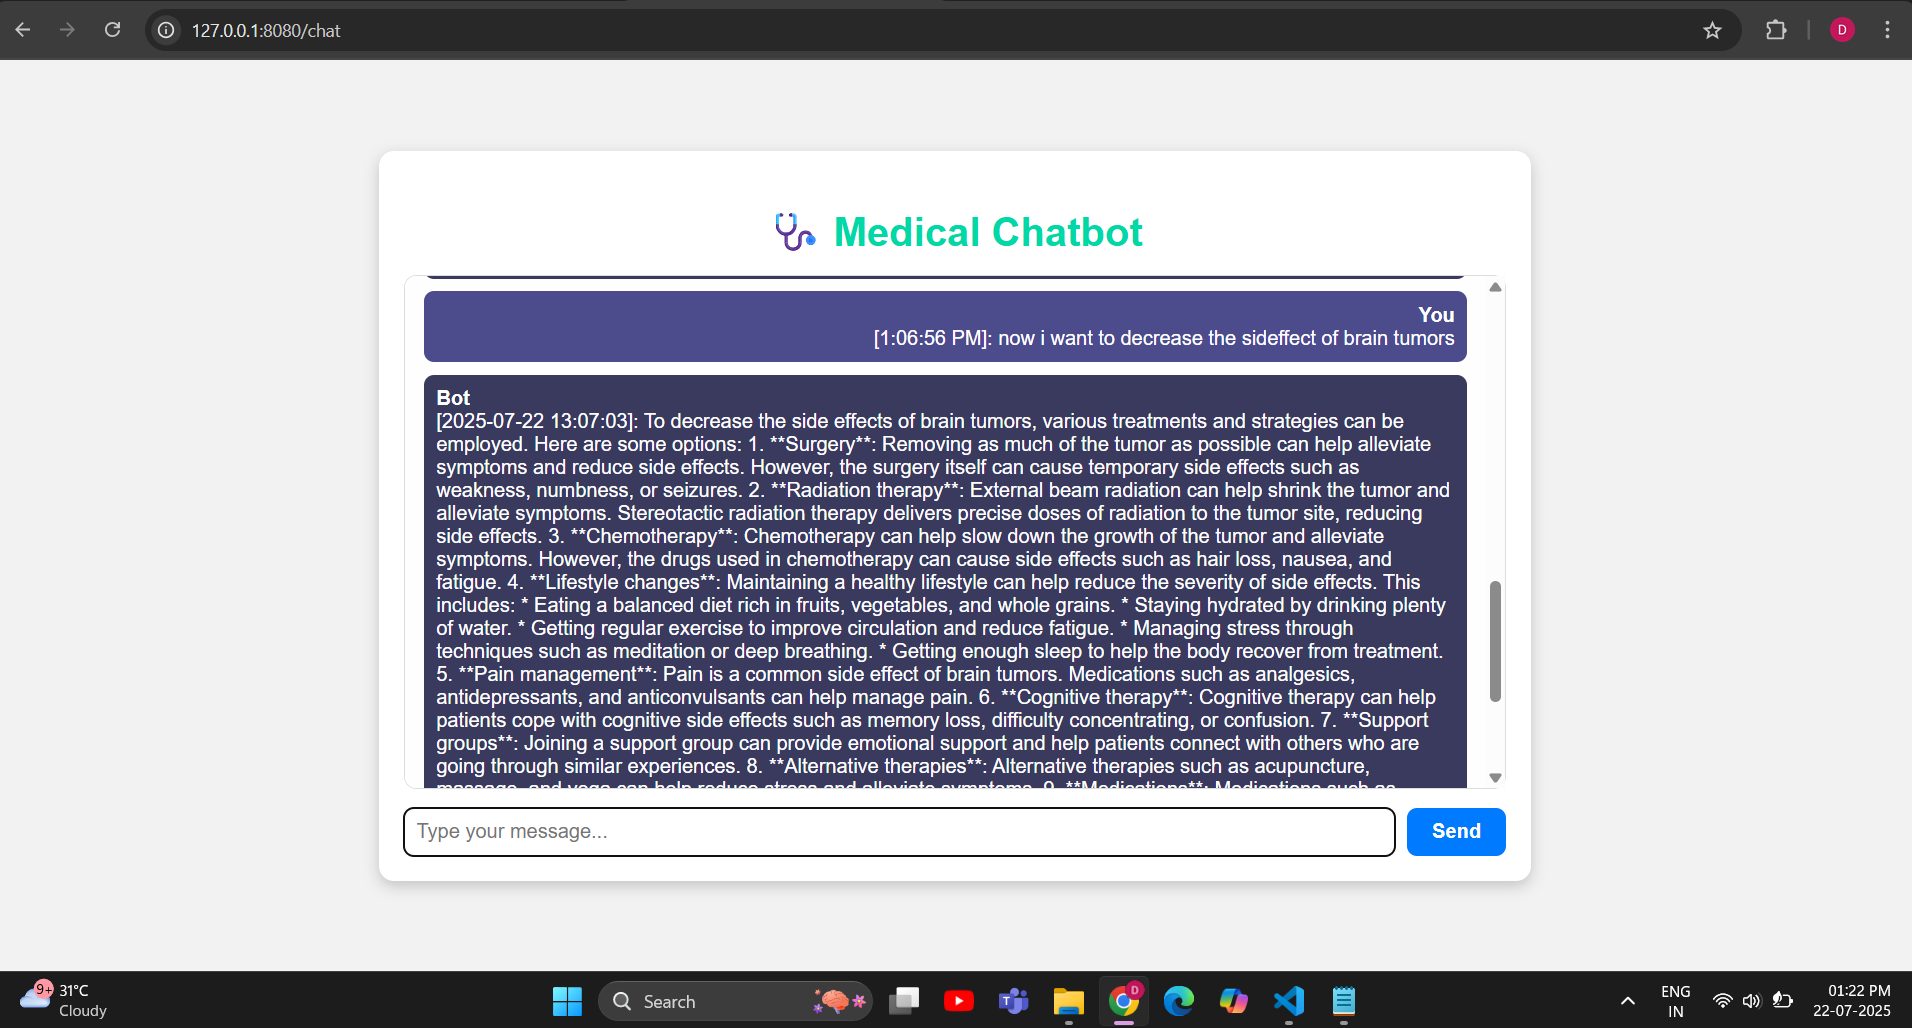 127.0.0.1:8080/chat
D
Medical Chatbot
You
[1:06:56 PM]: now i want to decrease the sideffect of brain tumors
Bot
[2025-07-22 13:07:03]: To decrease the side effects of brain tumors, various treatments and strategies can be
employed. Here are some options: 1. **Surgery**: Removing as much of the tumor as possible can help alleviate
symptoms and reduce side effects. However, the surgery itself can cause temporary side effects such as
weakness, numbness, or seizures. 2. **Radiation therapy**: External beam radiation can help shrink the tumor and
alleviate symptoms. Stereotactic radiation therapy delivers precise doses of radiation to the tumor site, reducing
side effects. 3. **Chemotherapy**: Chemotherapy can help slow down the growth of the tumor and alleviate
symptoms. However, the drugs used in chemotherapy can cause side effects such as hair loss, nausea, and
fatigue. 4. **Lifestyle changes**: Maintaining a healthy lifestyle can help reduce the severity of side effects. This
includes: * Eating a balanced diet rich in fruits, vegetables, and whole grains. * Staying hydrated by drinking plenty
of water. * Getting regular exercise to improve circulation and reduce fatigue. * Managing stress through
techniques such as meditation or deep breathing. * Getting enough sleep to help the body recover from treatment.
5. **Pain management**: Pain is a common side effect of brain tumors. Medications such as analgesics,
antidepressants, and anticonvulsants can help manage pain. 6. **Cognitive therapy**: Cognitive therapy can help
patients cope with cognitive side effects such as memory loss, difficulty concentrating, or confusion. 7. **Support
groups**: Joining a support group can provide emotional support and help patients connect with others who are
going through similar experiences. 8. **Alternative therapies**: Alternative therapies such as acupuncture,
massage, and yoga can help reduce stress and alleviate symptoms. 9. **Medications**: Medications such as
Type your message...
Send
9+
31°C
Cloudy
Search
T
D
ENG
IN
01:22 PM
22-07-2025